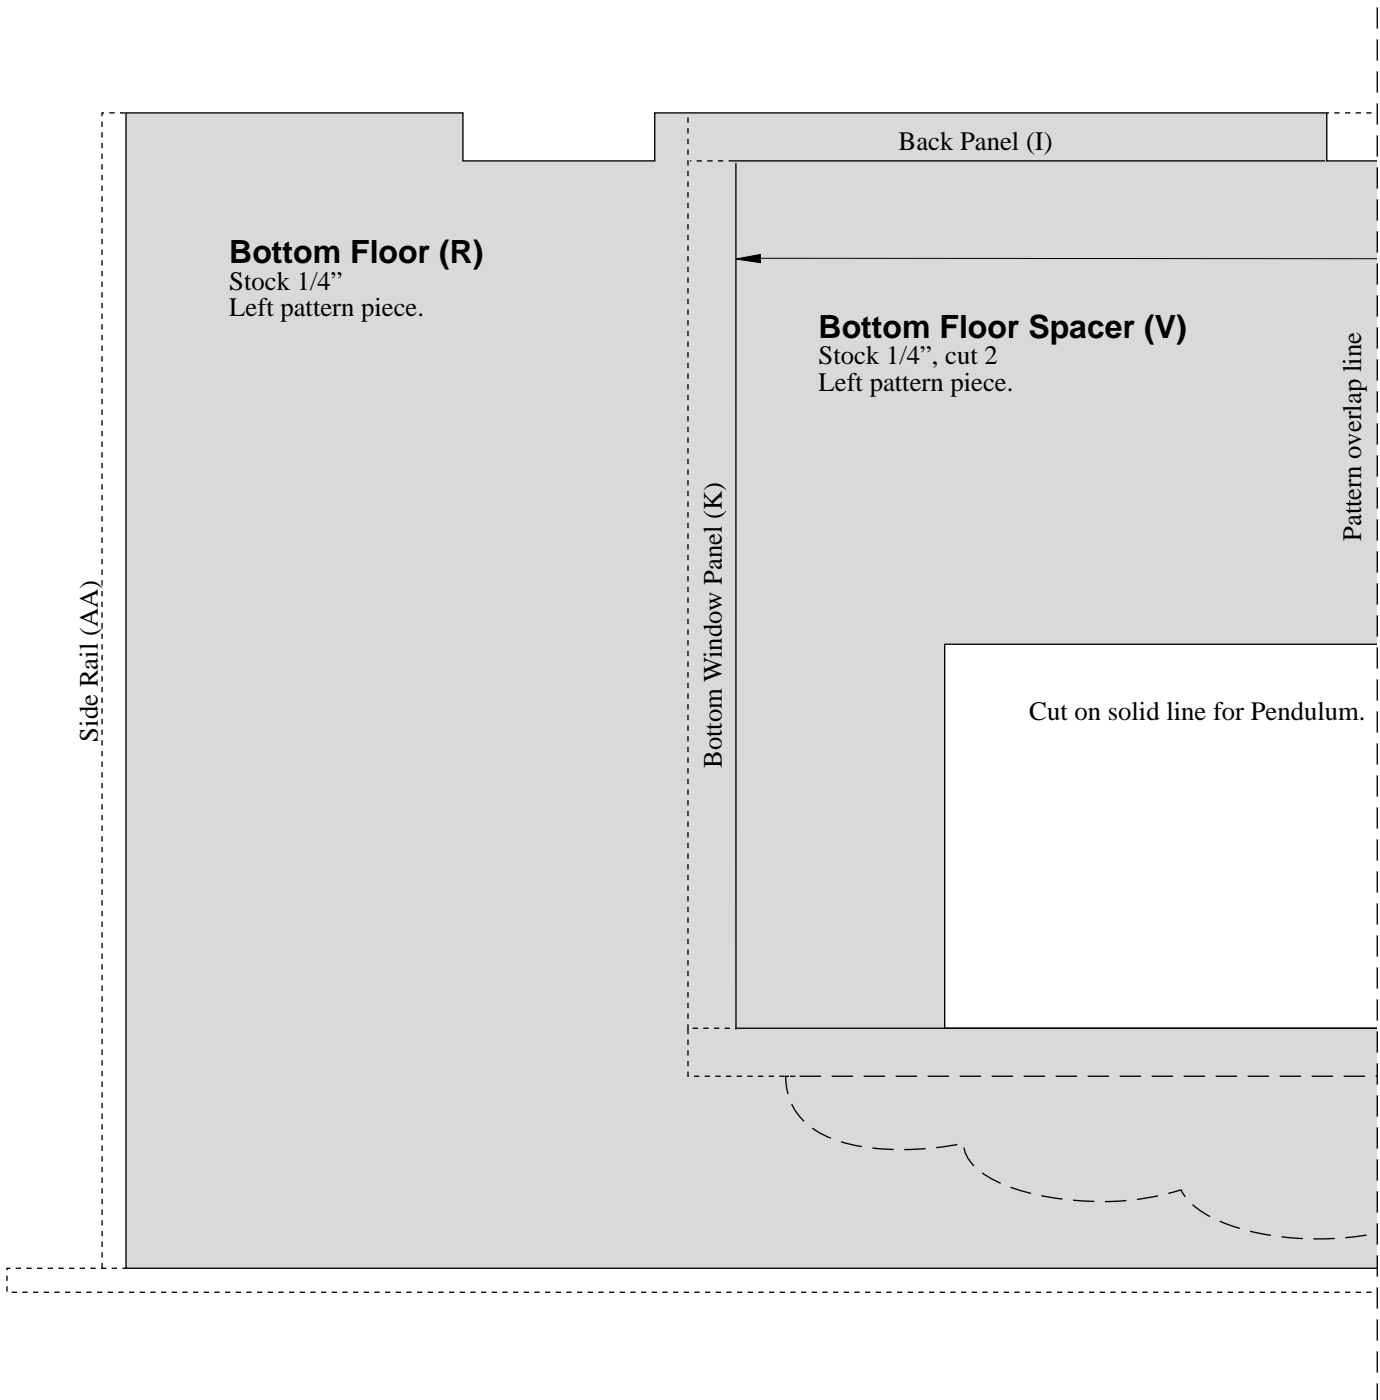 Back Panel (I)
Bottom Floor (R)
Stock 1/4”
Left pattern piece.
Bottom Floor Spacer (V)
Stock 1/4”, cut 2
Left pattern piece.
Pattern overlap line
Bottom Window Panel (K)
Side Rail (AA)
Cut on solid line for Pendulum.